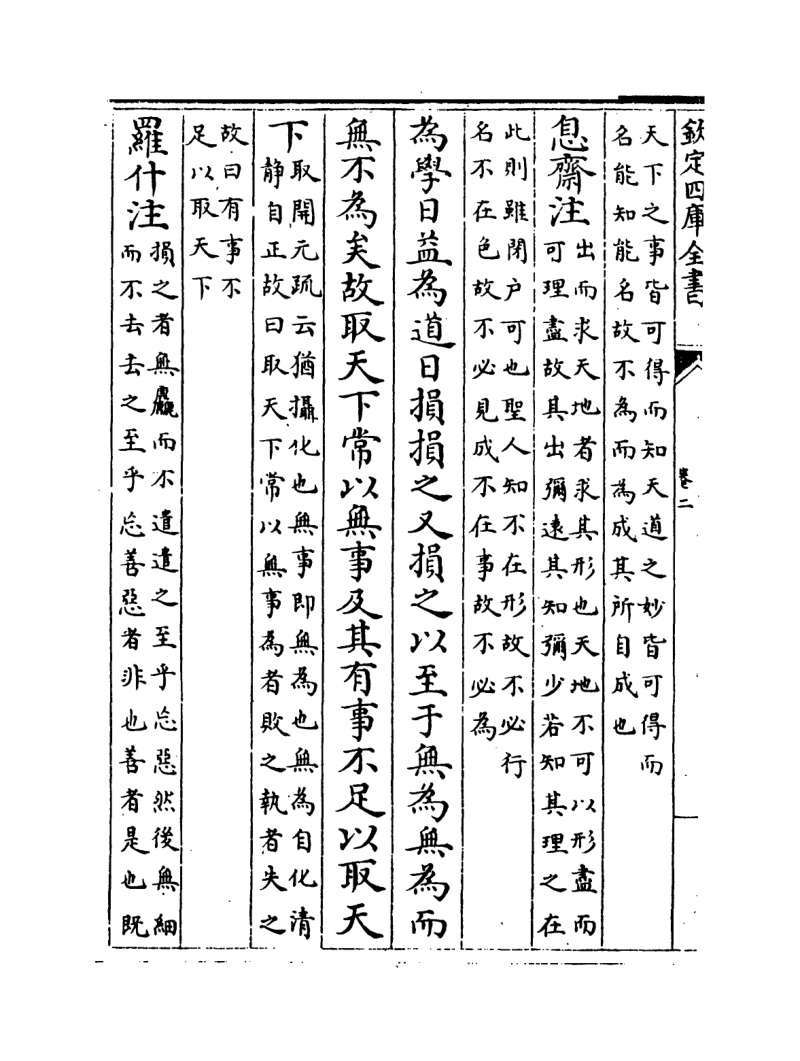 欽定四庫全書
卷二
天下之事皆可得而知天道之妙皆可得而
名能知能名故不為而為成其所自成也
息齋注
出而求天地者求其形也天地不可以形盡而
可理盡故其出彌遠其知彌少若知其理之在
此則雖閉户可也聖人知不在形故不必行
名不在色故不必見成不在事故不必為
為學日益為道日損損之又損之以至于無為無為而
無不為矣故取天下常以無事及其有事不足以取天
下
取開元疏云猶攝化也無事即無為也無為自化清
静自正故曰取天下常以無事為者敗之執者失之
故曰有事不
足以取天下
羅什注
損之者無麤而不遣遣之至乎忘惡然後無細
而不去去之至乎忘善惡者非也善者是也既